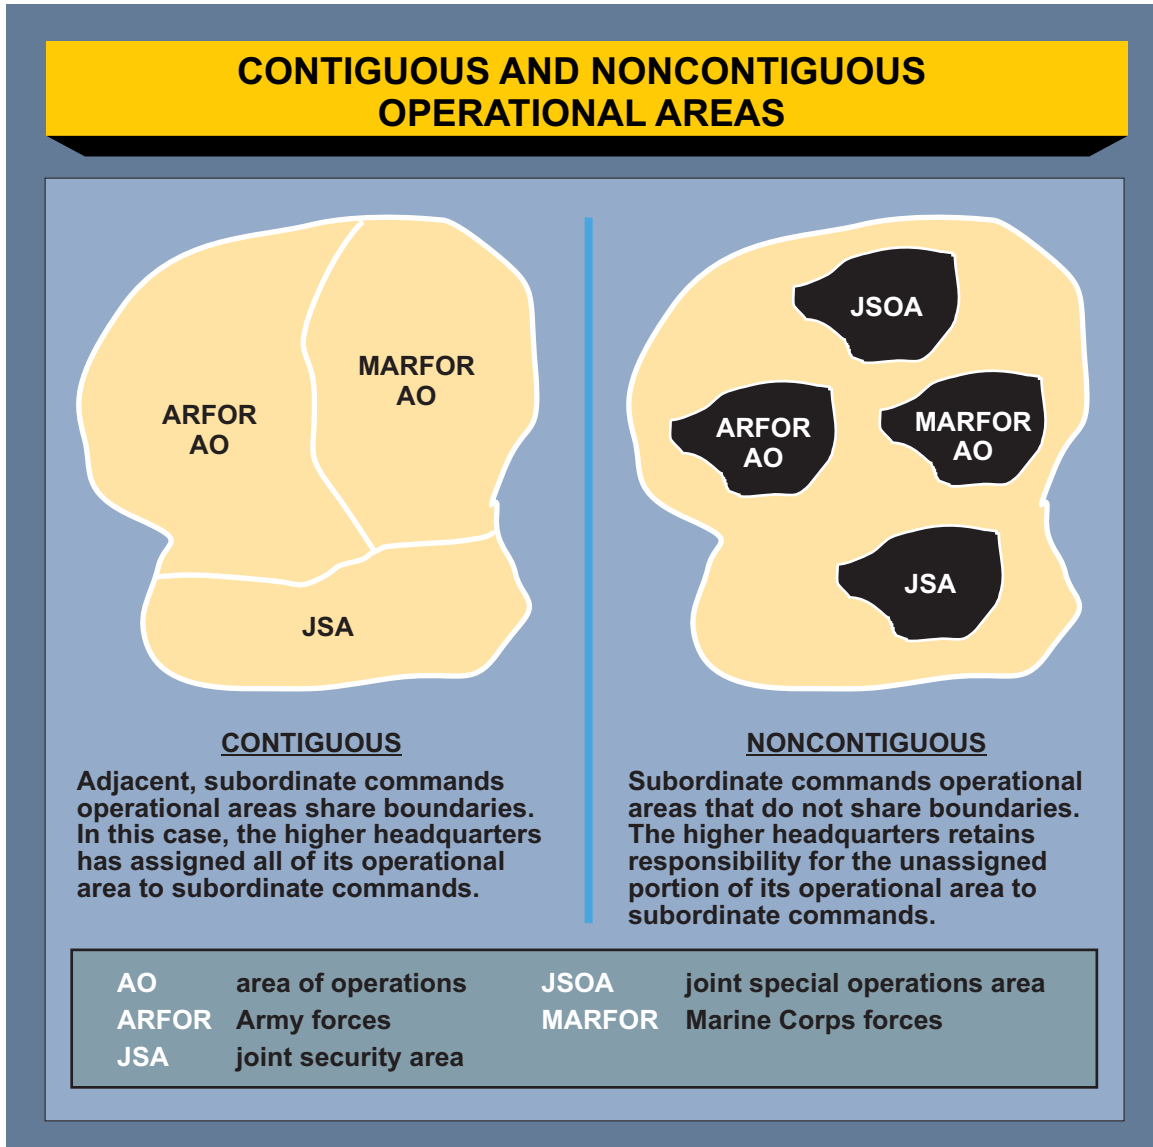 CONTIGUOUS AND NONCONTIGUOUS
OPERATIONAL AREAS
ARFOR
AO
MARFOR
AO
JSA
JSOA
ARFOR
AO
MARFOR
AO
JSA
CONTIGUOUS
Adjacent, subordinate commands
operational areas share boundaries.
In this case, the higher headquarters
has assigned all of its operational
area to subordinate commands.
NONCONTIGUOUS
Subordinate commands operational
areas that do not share boundaries.
The higher headquarters retains
responsibility for the unassigned
portion of its operational area to
subordinate commands.
AO area of operations
ARFOR Army forces
JSA joint security area
JSOA joint special operations area
MARFOR Marine Corps forces